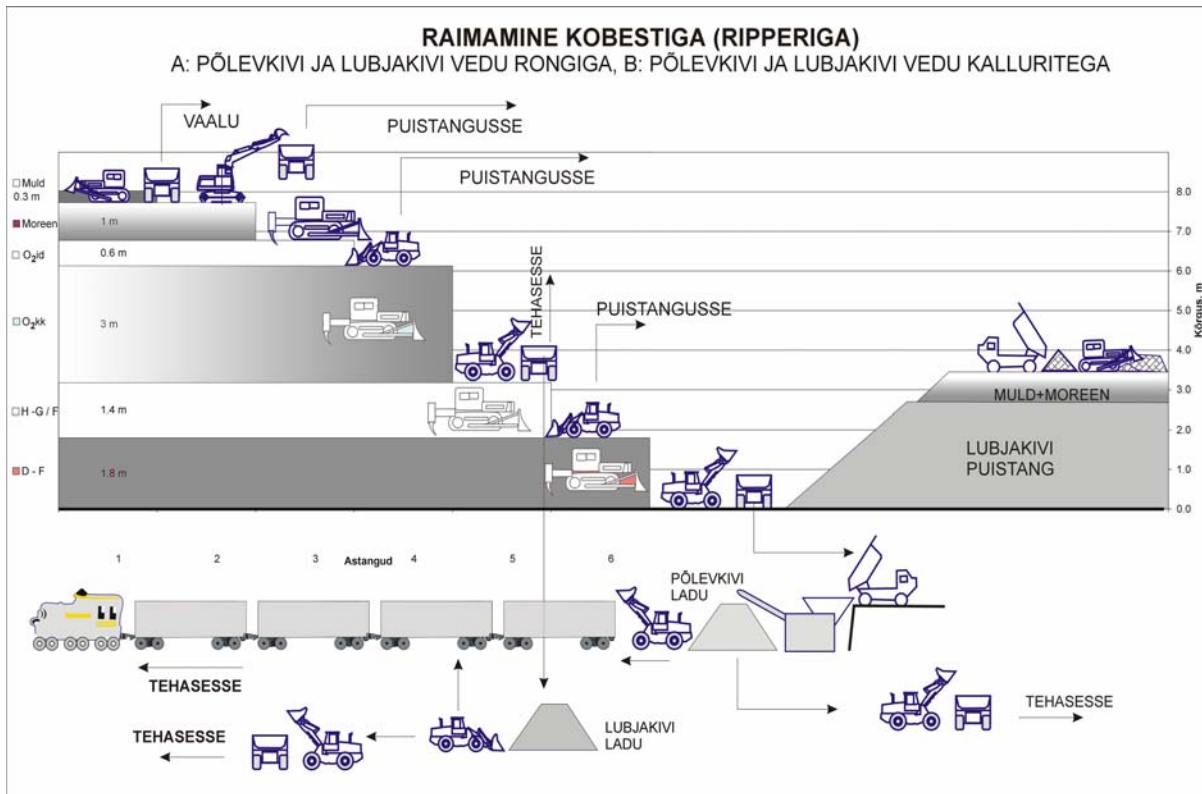 RAIMAMINE KOBESTIGA (RIPPERIGA)
A: PÕLEVKIVI JA LUBJAKIVI VEDU RONGIGA, B: PÕLEVKIVI JA LUBJAKIVI VEDU KALLURITEGA
VAALU
PUISTANGUSSE
PUISTANGUSSE
Muld
0.3 m
Moreen
1 m
O2id
0.6 m
O2kk
3 m
H -G / F
1.4 m
D - F
1.8 m
TEHASESSE
PUISTANGUSSE
8.0
7.0
6.0
5.0
4.0
3.0
2.0
1.0
0.0
Kõrgus, m
MULD+MOREEN
LUBJAKIVI
PUISTANG
1 2 3 Astangud 4 5 6
PÕLEVKIVI
LADU
TEHASESSE
TEHASESSE
LUBJAKIVI
LADU
TEHASESSE